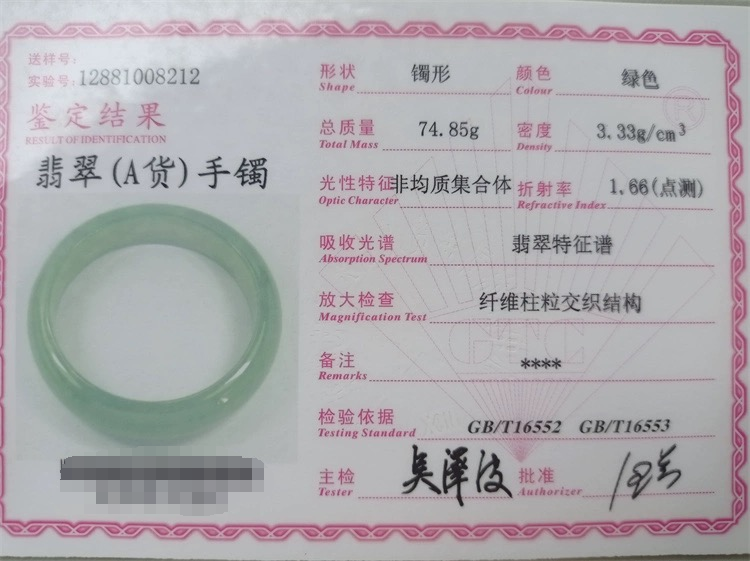 送样号:
实验号:12881008212
鉴定结果
RESULT OF IDENTIFICATION
翡翠(A货)手镯
形状 镯形 颜色 绿色
Shape Colour
总质量 74.85g 密度 3.33g/cm³
Total Mass Density
光性特征 非均质集合体 折射率 1.66(点测)
Optic Character Refractive Index
吸收光谱 翡翠特征谱
Absorption Spectrum
放大检查 纤维柱粒交织结构
Magnification Test
备注 ****
Remarks
检验依据 GB/T16552 GB/T16553
Testing Standard
主检 吴泽波 批准
Tester Authorizer